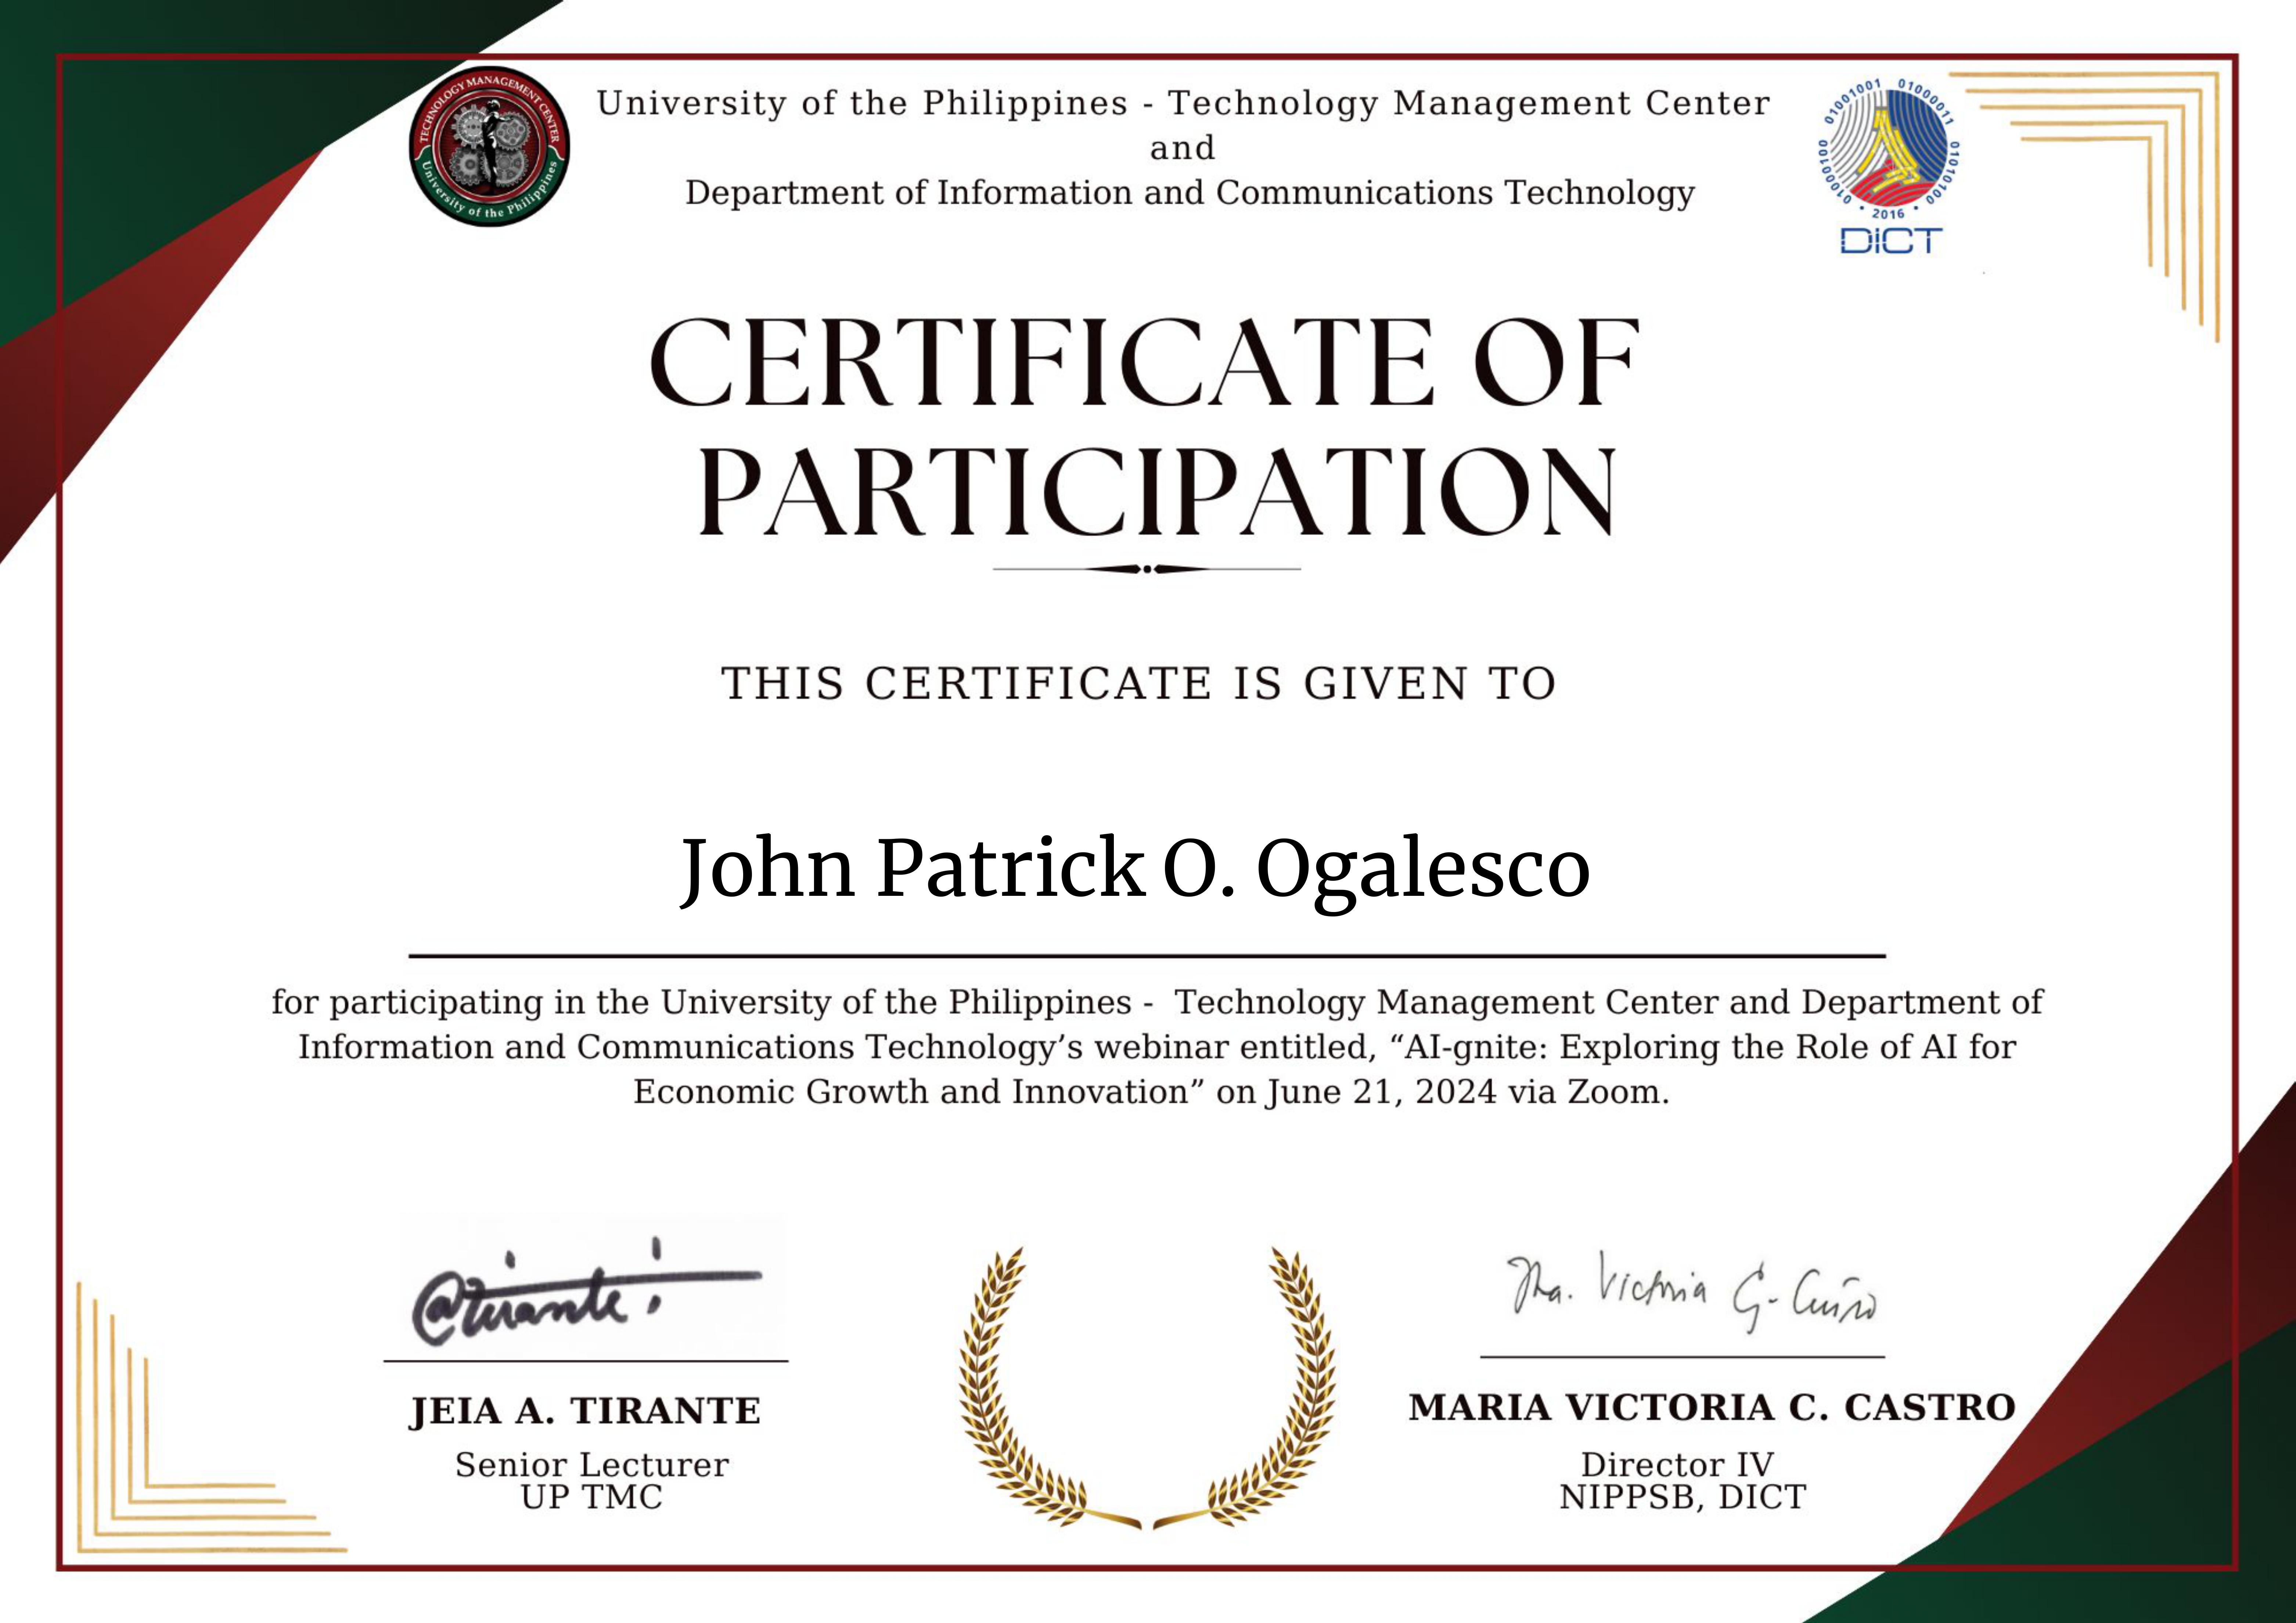 TECHNOLOGY MANAGEMENT CENTER
University of the Philippines
University of the Philippines - Technology Management Center
and
Department of Information and Communications Technology
01000100 01001001 01000011 01010100
• 2016 •
DICT
CERTIFICATE OF
PARTICIPATION
THIS CERTIFICATE IS GIVEN TO
John Patrick O. Ogalesco
for participating in the University of the Philippines - Technology Management Center and Department of
Information and Communications Technology’s webinar entitled, “AI-gnite: Exploring the Role of AI for
Economic Growth and Innovation” on June 21, 2024 via Zoom.
JEIA A. TIRANTE
Senior Lecturer
UP TMC
Ma. Victoria C. Castro
MARIA VICTORIA C. CASTRO
Director IV
NIPPSB, DICT